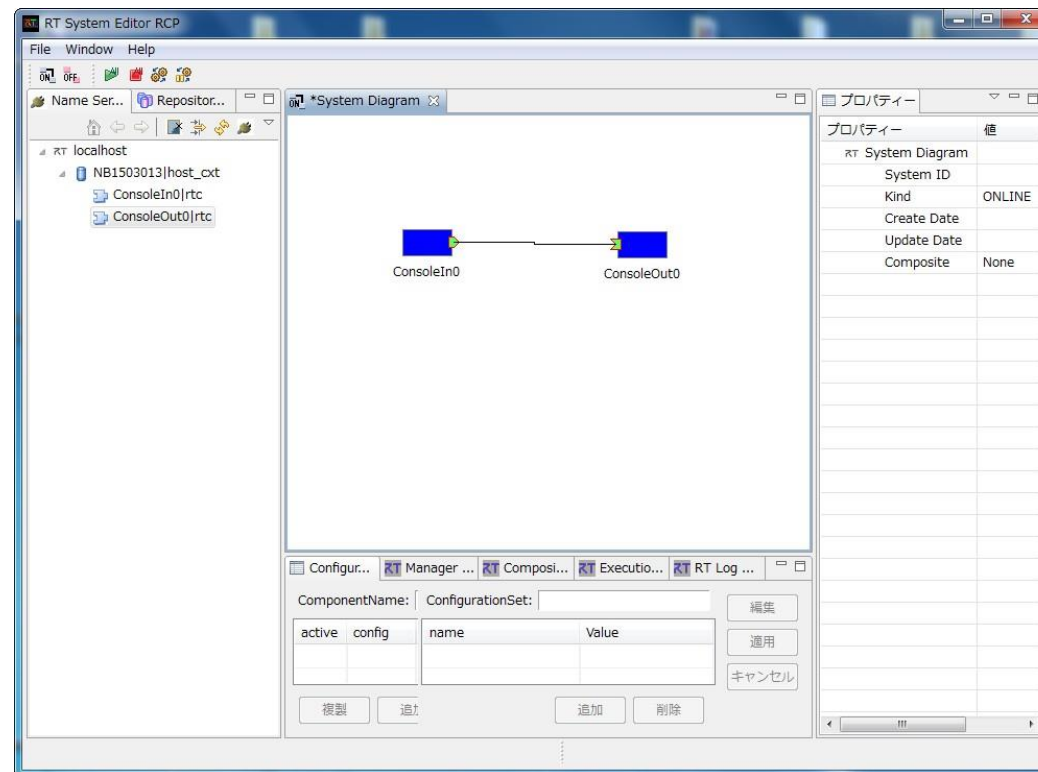 RT System Editor RCP
File Window Help
ON OFF
Name Ser... Repositor...
RT localhost
NB1503013|host_cxt
ConsoleIn0|rtc
ConsoleOut0|rtc
ON *System Diagram
ConsoleIn0
ConsoleOut0
Configur... RT Manager ... RT Composi... RT Executio... RT RT Log ...
ComponentName: ConfigurationSet:
active config name Value
編集
適用
キャンセル
複製 追加 削除
プロパティー
プロパティー 値
RT System Diagram
System ID
Kind ONLINE
Create Date
Update Date
Composite None